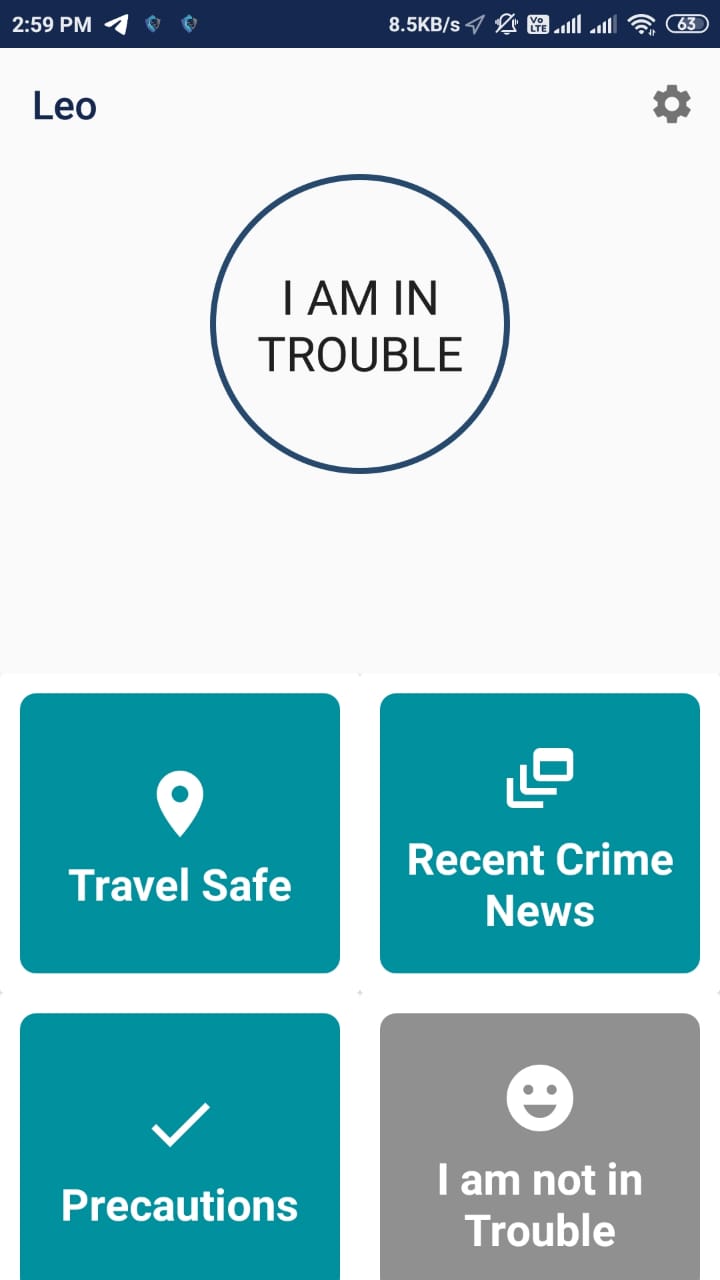 2:59 PM 8.5KB/s Vo LTE 63
Leo
I AM IN
TROUBLE
Travel Safe
Recent Crime
News
Precautions
I am not in
Trouble